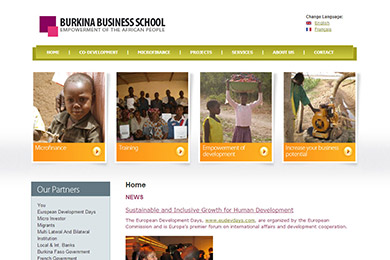 BURKINA BUSINESS SCHOOL
EMPOWERMENT OF THE AFRICAN PEOPLE
Change Language:
English
Français
HOME | CO DEVELOPMENT | MICROFINANCE | PROJECTS | SERVICES | ABOUT US | CONTACT
Microfinance
Training
Empowerment of
development
Increase your business
potential
Our Partners
You
European Development Days
Micro Investor
Migrants
Multi Lateral And Bilateral
Institution
Local & Int. Banks
Burkina Faso Government
French Government
Home
NEWS
Sustainable and Inclusive Growth for Human Development
The European Development Days, www.eudevdays.com, are organised by the European
Commission and is Europe's premier forum on international affairs and development cooperation.